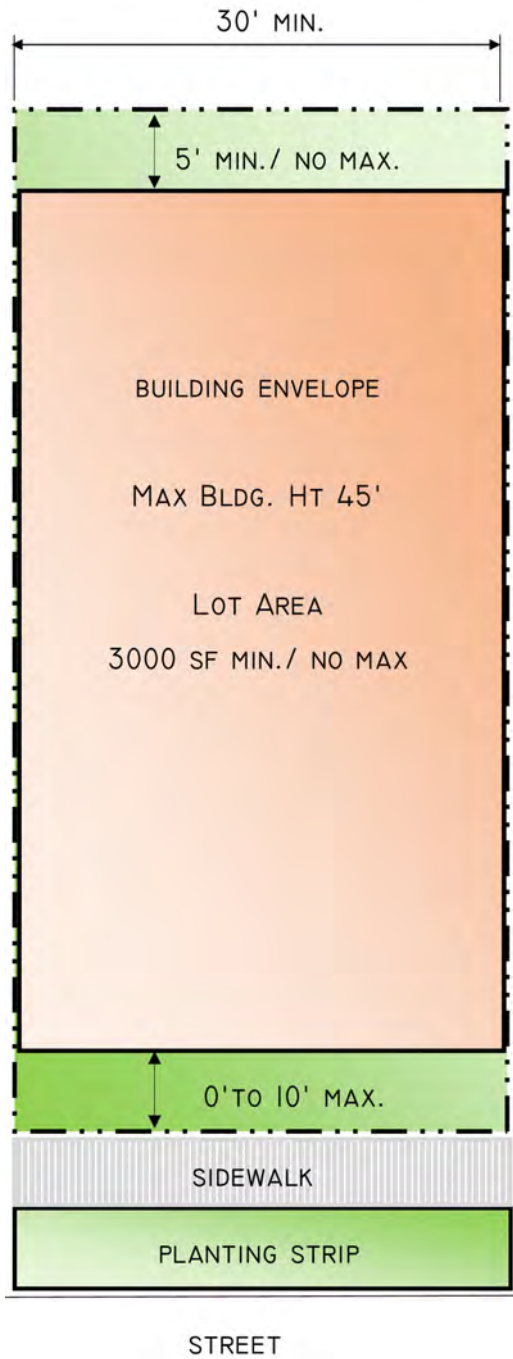 30' MIN.
5' MIN./ NO MAX.
BUILDING ENVELOPE
MAX BLDG. HT 45'
LOT AREA
3000 SF MIN./ NO MAX
0'TO 10' MAX.
SIDEWALK
PLANTING STRIP
STREET